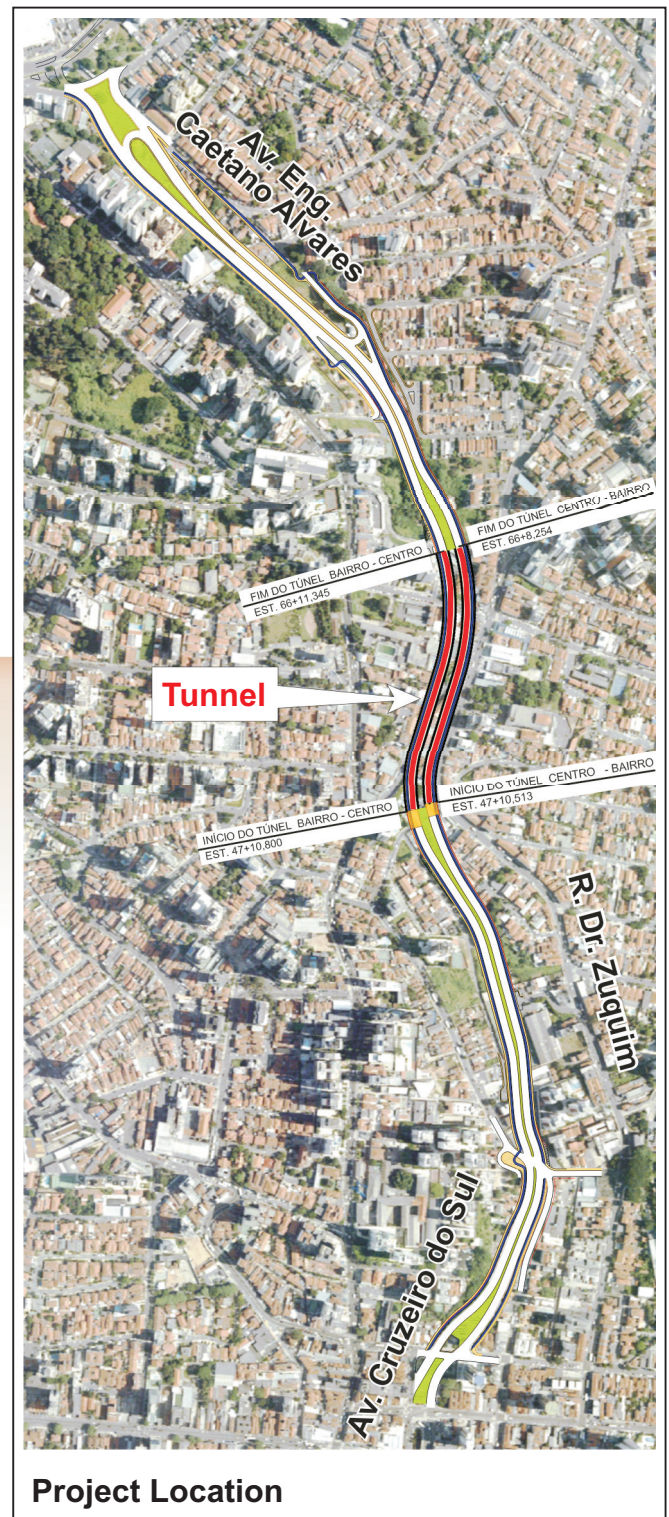 Av. Eng.
Caetano Alvares
FIM DO TÚNEL BAIRRO - CENTRO
EST. 66+11,345
FIM DO TÚNEL CENTRO - BAIRRO
EST. 66+8,254
Tunnel
INÍCIO DO TÚNEL BAIRRO - CENTRO
EST. 47+10,800
INÍCIO DO TÚNEL CENTRO - BAIRRO
EST. 47+10,513
R. Dr. Zuquim
Av. Cruzeiro do Sul
Project Location